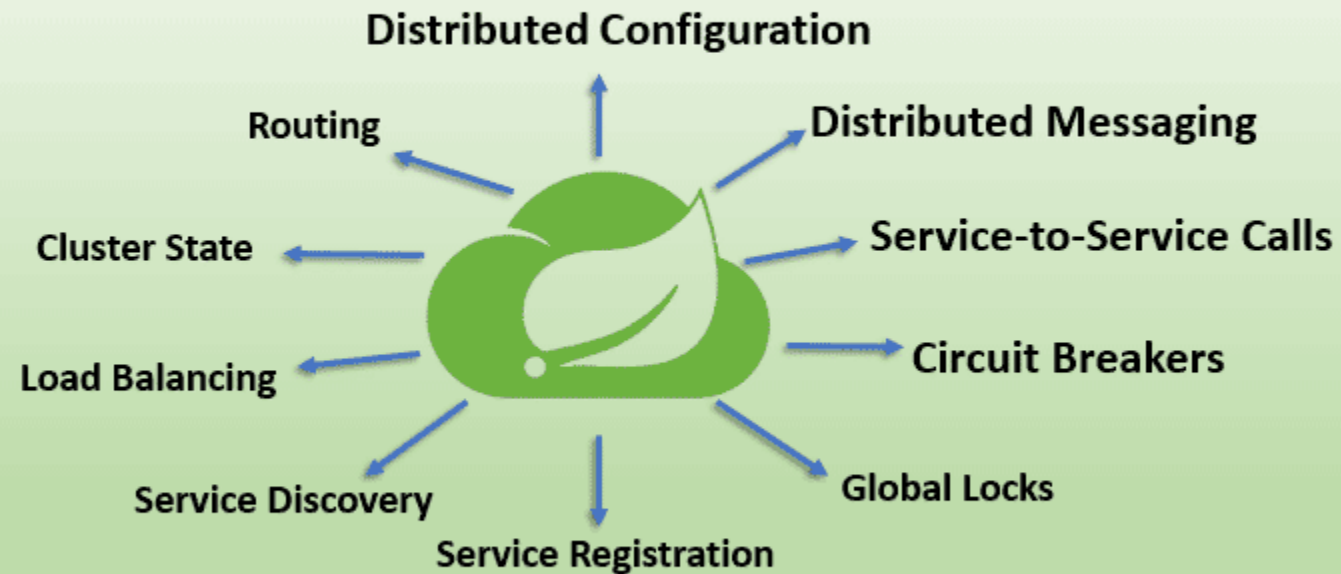 Distributed Configuration
Routing
Distributed Messaging
Cluster State
Service-to-Service Calls
Load Balancing
Circuit Breakers
Service Discovery
Global Locks
Service Registration